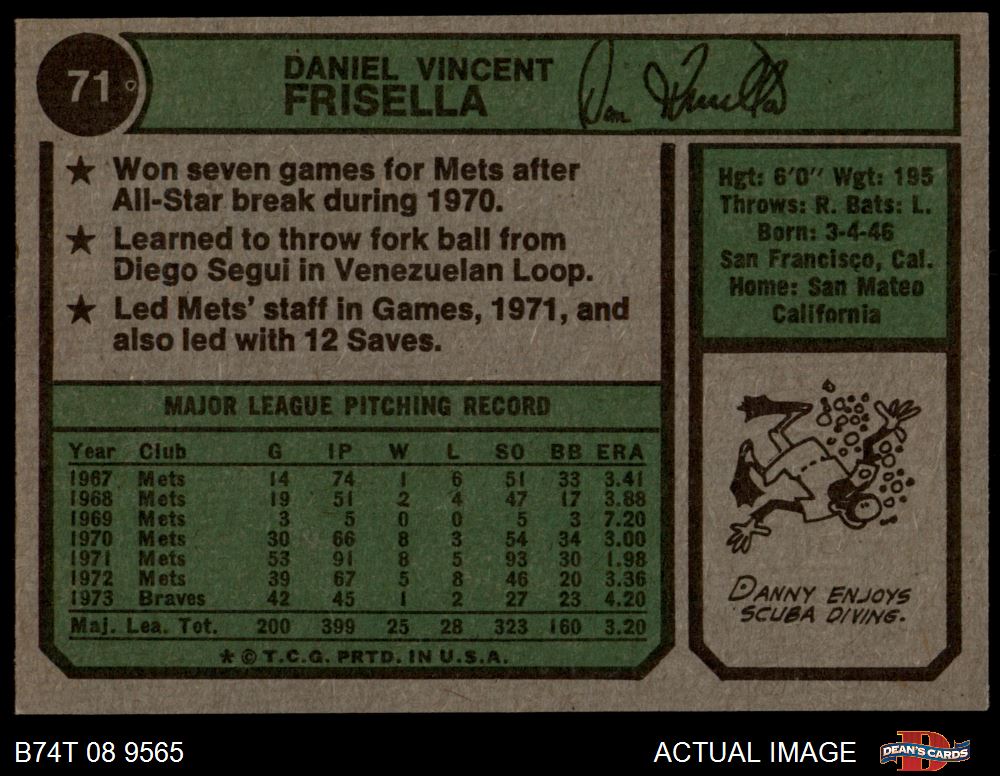 71
DANIEL VINCENT
FRISELLA
Dan Frisella
★ Won seven games for Mets after
All-Star break during 1970.
★ Learned to throw fork ball from
Diego Segui in Venezuelan Loop.
★ Led Mets' staff in Games, 1971, and
also led with 12 Saves.
Hgt: 6'0'' Wgt: 195
Throws: R. Bats: L.
Born: 3-4-46
San Francisco, Cal.
Home: San Mateo
California
MAJOR LEAGUE PITCHING RECORD
Year Club G IP W L SO BB ERA
1967 Mets 14 74 1 6 51 33 3.41
1968 Mets 19 51 2 4 47 17 3.88
1969 Mets 3 5 0 0 5 3 7.20
1970 Mets 30 66 8 3 54 34 3.00
1971 Mets 53 91 8 5 93 30 1.98
1972 Mets 39 67 5 8 46 20 3.36
1973 Braves 42 45 1 2 27 23 4.20
Maj. Lea. Tot. 200 399 25 28 323 160 3.20
★ © T.C.G. PRTD. IN U.S.A.
DANNY ENJOYS
SCUBA DIVING.
B74T 08 9565
ACTUAL IMAGE
D
DEAN'S CARDS